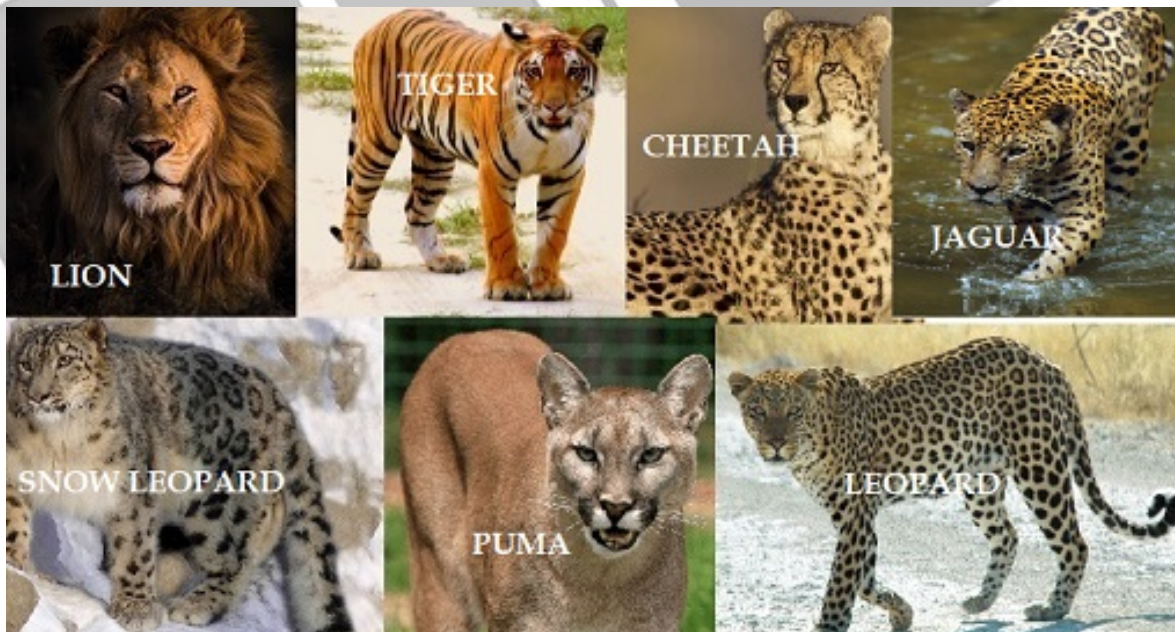 LION
TIGER
CHEETAH
JAGUAR
SNOW LEOPARD
PUMA
LEOPARD